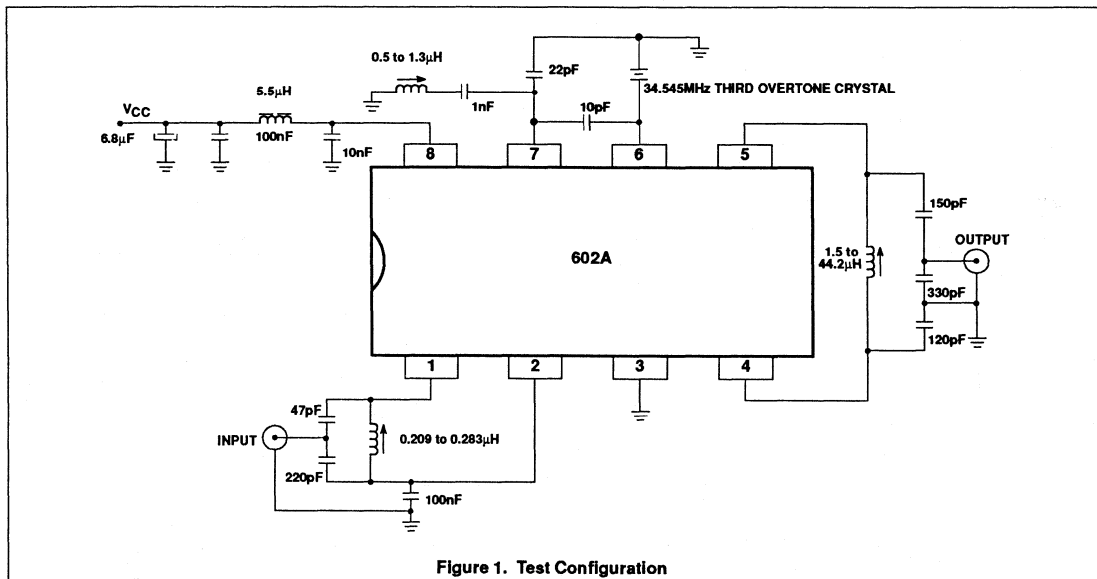 0.5 to 1.3μH
22pF
34.545MHz THIRD OVERTONE CRYSTAL
5.5μH
1nF
10pF
VCC
6.8μF
100nF
10nF
8
7
6
5
150pF
OUTPUT
602A
1.5 to
44.2μH
330pF
120pF
1
2
3
4
47pF
INPUT
0.209 to 0.283μH
220pF
100nF
Figure 1. Test Configuration